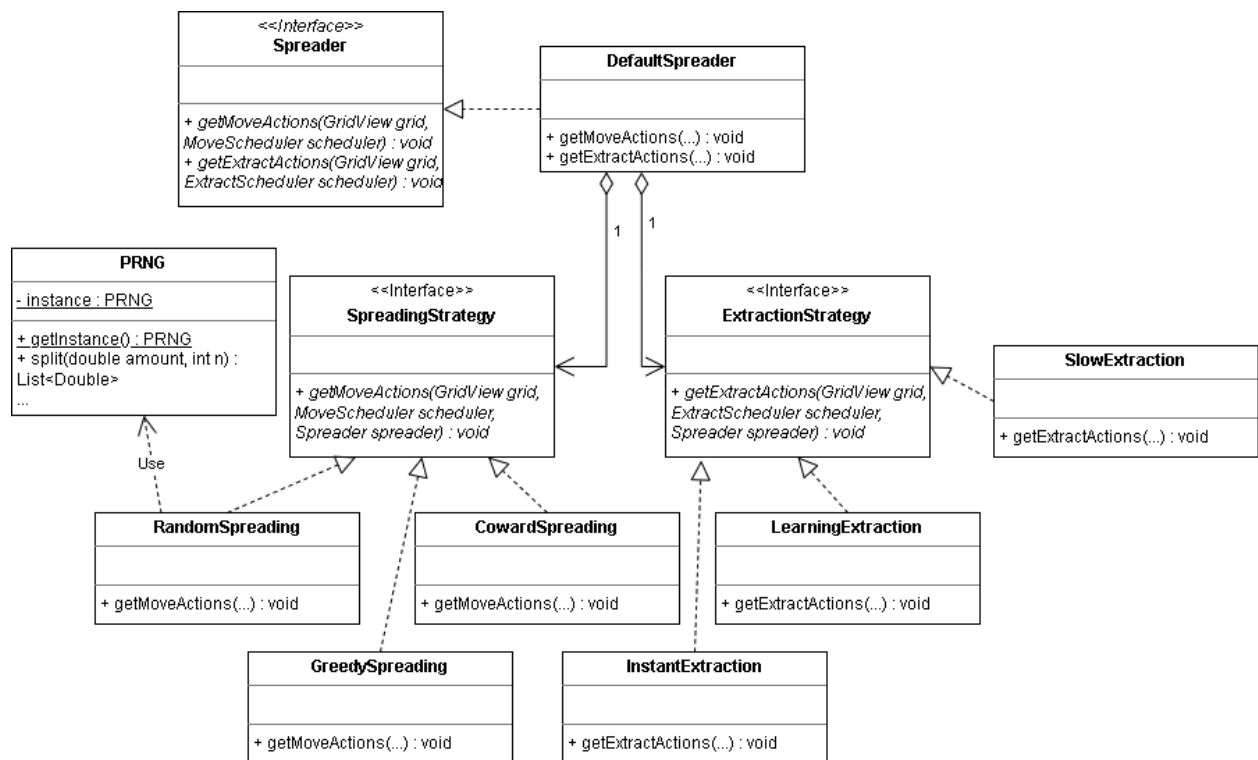 <<Interface>>
Spreader
+ getMoveActions(GridView grid,
MoveScheduler scheduler) : void
+ getExtractActions(GridView grid,
ExtractScheduler scheduler) : void
DefaultSpreader
+ getMoveActions(...) : void
+ getExtractActions(...) : void
1
1
PRNG
- instance : PRNG
+ getInstance() : PRNG
+ split(double amount, int n) :
List<Double>
...
<<Interface>>
SpreadingStrategy
+ getMoveActions(GridView grid,
MoveScheduler scheduler,
Spreader spreader) : void
<<Interface>>
ExtractionStrategy
+ getExtractActions(GridView grid,
ExtractScheduler scheduler,
Spreader spreader) : void
SlowExtraction
+ getExtractActions(...) : void
Use
RandomSpreading
+ getMoveActions(...) : void
CowardSpreading
+ getMoveActions(...) : void
LearningExtraction
+ getExtractActions(...) : void
GreedySpreading
+ getMoveActions(...) : void
InstantExtraction
+ getExtractActions(...) : void